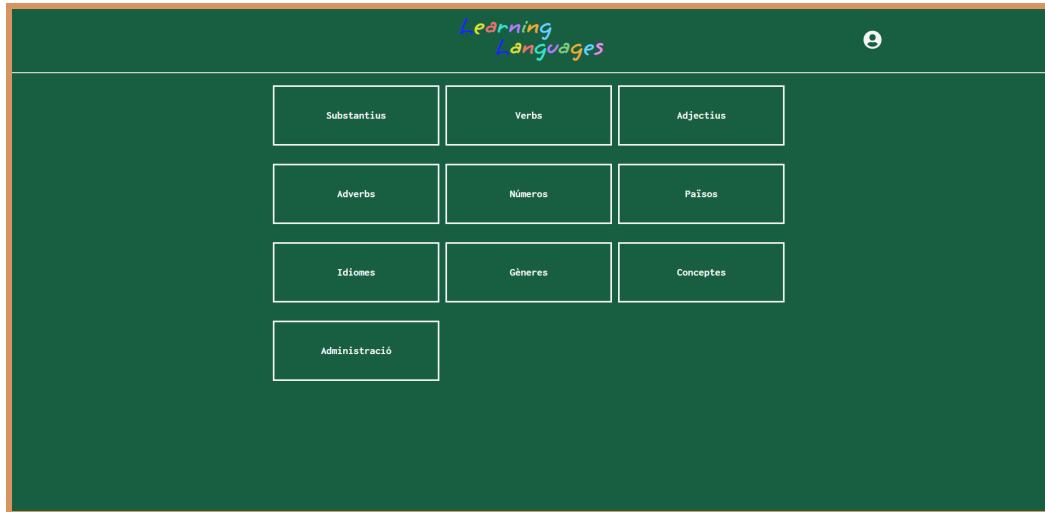 Learning
Languages
Substantius
Verbs
Adjectius
Adverbs
Números
Països
Idiomes
Gèneres
Conceptes
Administració